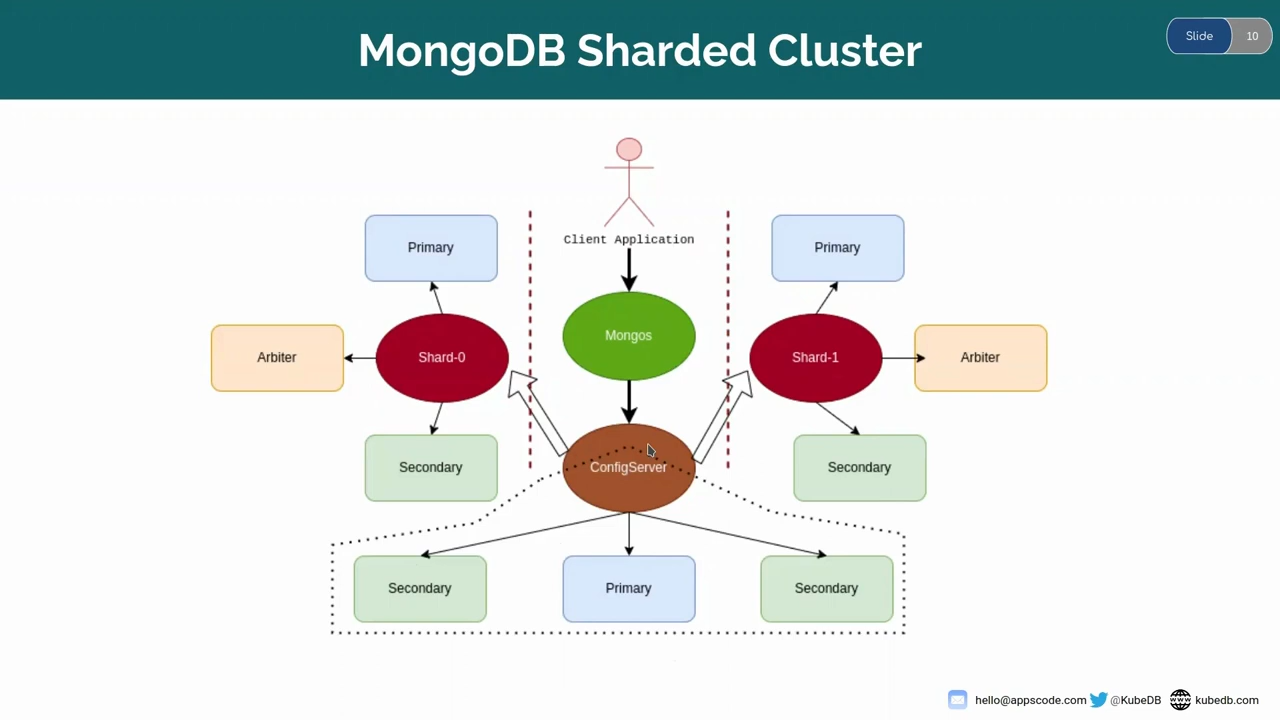 MongoDB Sharded Cluster
Slide 10
Client Application
Primary
Primary
Mongos
Arbiter
Shard-0
Shard-1
Arbiter
Secondary
ConfigServer
Secondary
Secondary
Primary
Secondary
hello@appscode.com @KubeDB www kubedb.com